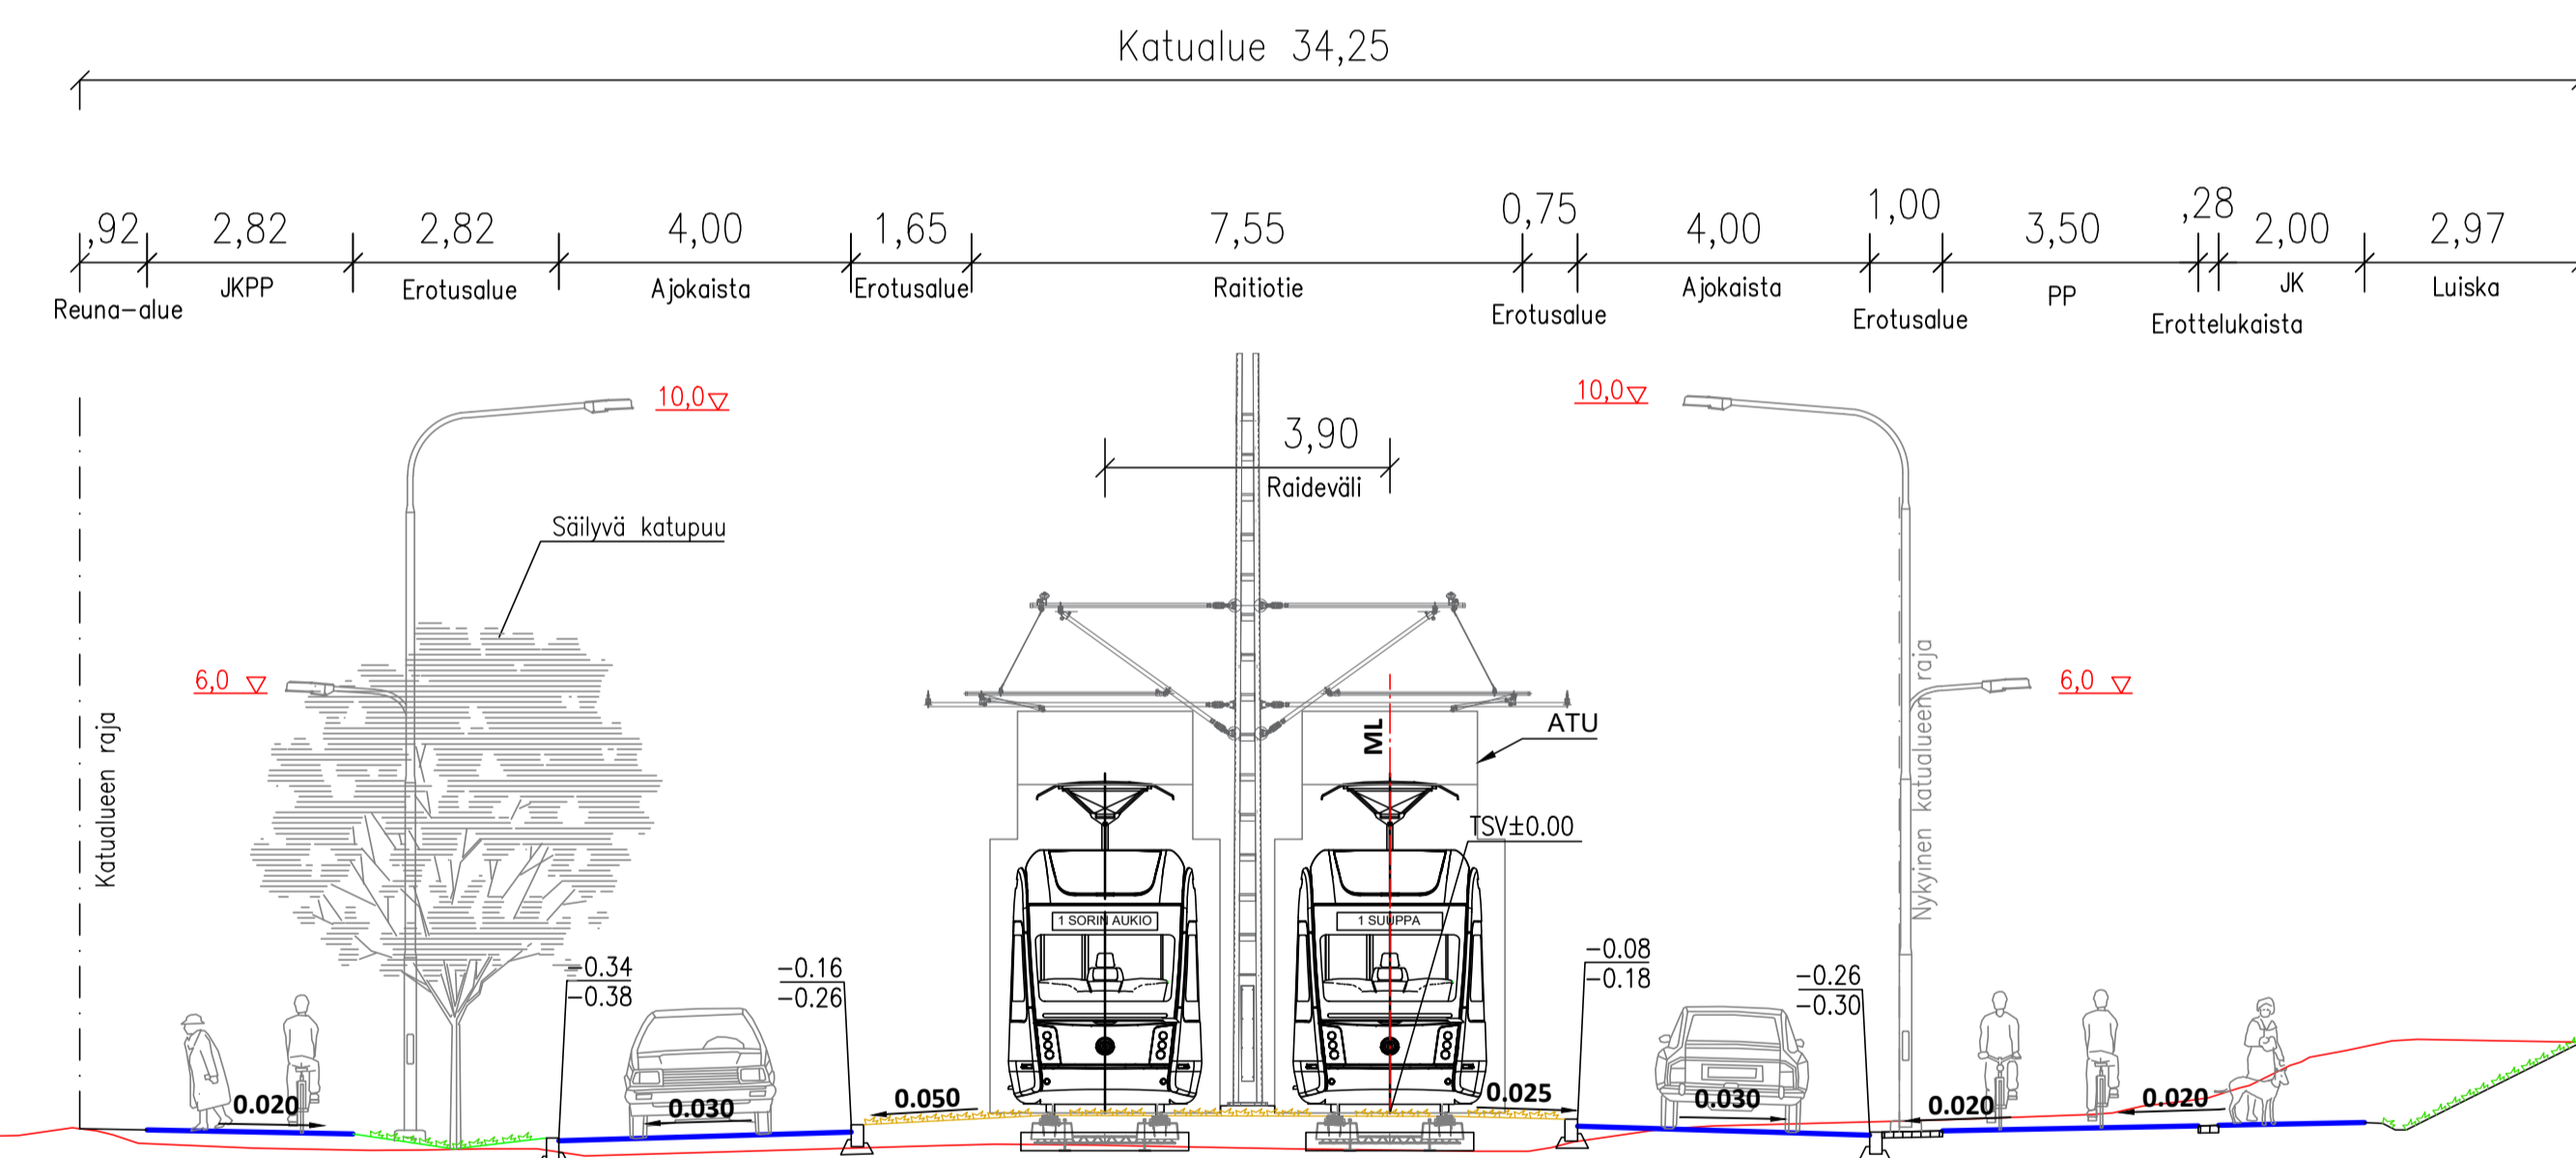 Katualue 34,25
,92 2,82 2,82 4,00 1,65 7,55 0,75 4,00 1,00 3,50 ,28 2,00 2,97
Reuna-alue JKPP Erotusalue Ajokaista Erotusalue Raitiotie Erotusalue Ajokaista Erotusalue PP Erottelukaista JK Luiska
10,0
10,0
3,90
Raideväli
Säilyvä katupuu
6,0
6,0
Katualueen raja
ML
ATU
Nykyinen katualueen raja
TSV±0.00
1 SORIN AUKIO
1 SUUPPA
-0.34
-0.38
-0.16
-0.26
-0.08
-0.18
-0.26
-0.30
0.020 0.030 0.050 0.025 0.030 0.020 0.020